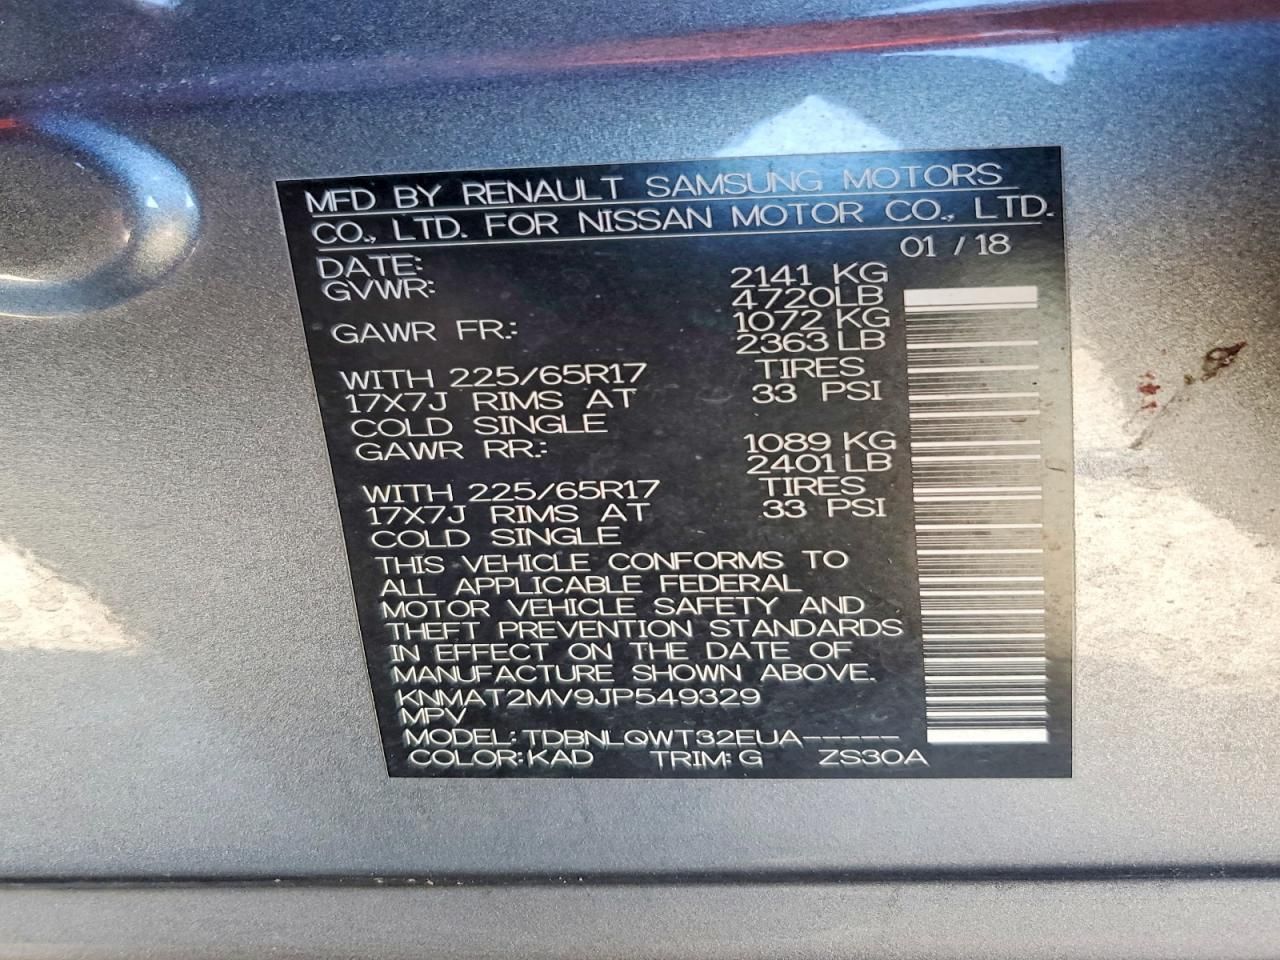 MFD BY RENAULT SAMSUNG MOTORS
CO., LTD. FOR NISSAN MOTOR CO., LTD.
DATE: 01 / 18
GVWR: 2141 KG
4720LB
GAWR FR.: 1072 KG
2363 LB
WITH 225/65R17 TIRES
17X7J RIMS AT 33 PSI
COLD SINGLE
GAWR RR.: 1089 KG
2401 LB
WITH 225/65R17 TIRES
17X7J RIMS AT 33 PSI
COLD SINGLE
THIS VEHICLE CONFORMS TO
ALL APPLICABLE FEDERAL
MOTOR VEHICLE SAFETY AND
THEFT PREVENTION STANDARDS
IN EFFECT ON THE DATE OF
MANUFACTURE SHOWN ABOVE.
KNMAT2MV9JP549329
MPV
MODEL: TDBNLQWT32EUA-----
COLOR: KAD TRIM: G ZS30A